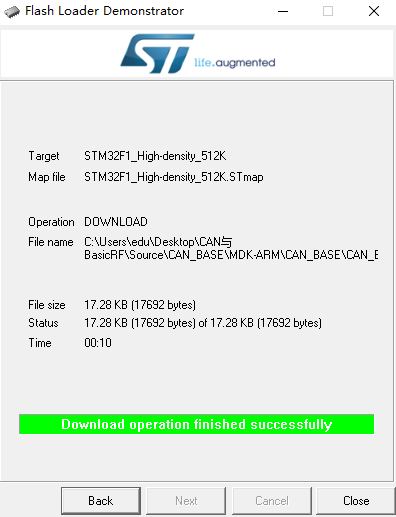 Flash Loader Demonstrator
ST
life.augmented
Target STM32F1_High-density_512K
Map file STM32F1_High-density_512K.STmap
Operation DOWNLOAD
File name C:\Users\edu\Desktop\CAN与
BasicRF\Source\CAN_BASE\MDK-ARM\CAN_BASE\CAN_B
File size 17.28 KB (17692 bytes)
Status 17.28 KB (17692 bytes) of 17.28 KB (17692 bytes)
Time 00:10
Download operation finished successfully
Back Next Cancel Close